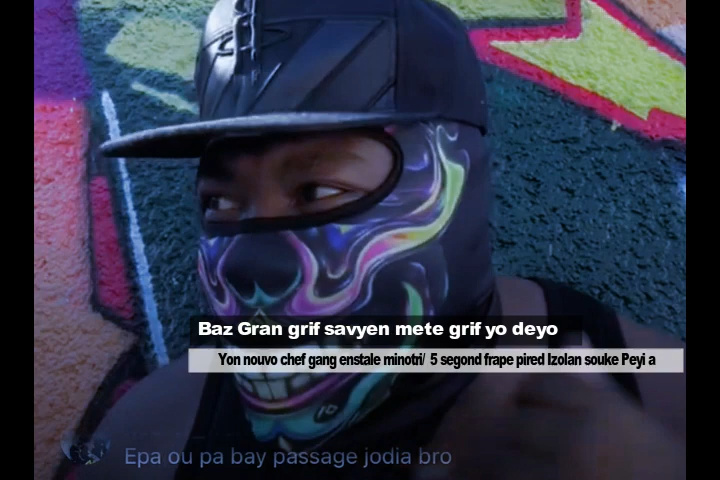 Baz Gran grif savyen mete grif yo deyo
Yon nouvo chef gang enstale minotri/ 5 segond frape pired Izolan souke Peyi a
Epa ou pa bay passage jodia bro